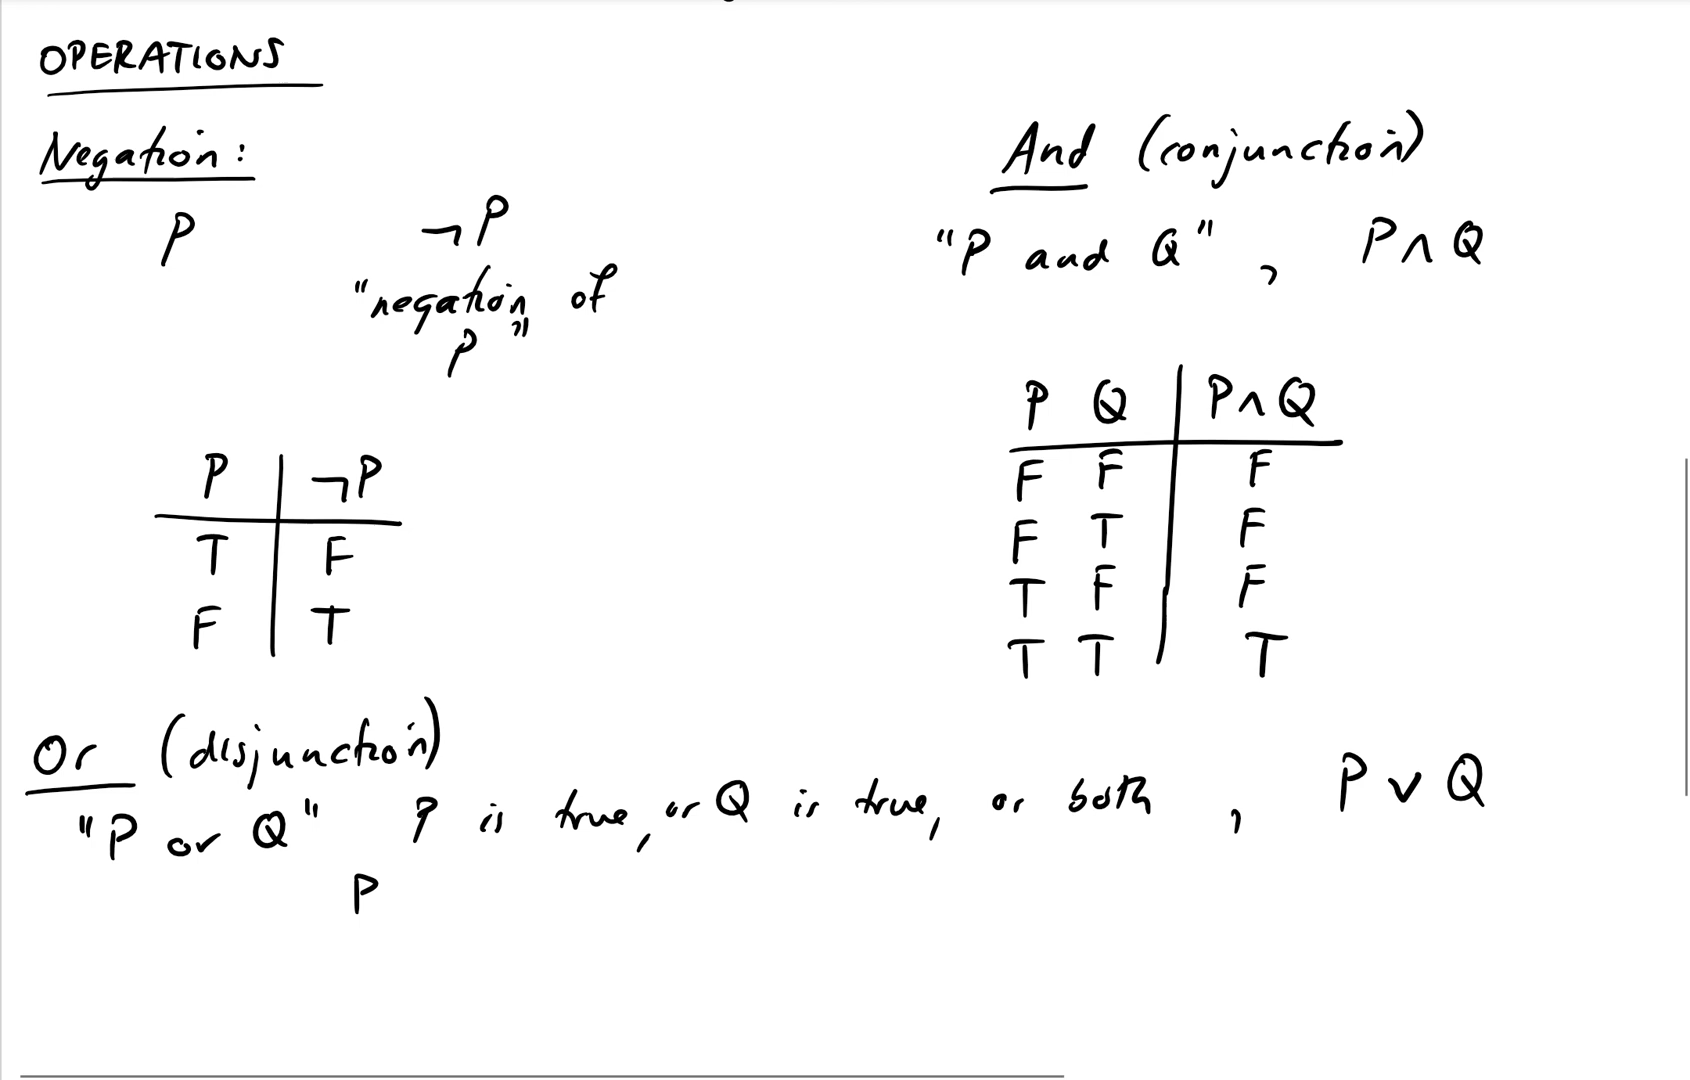 OPERATIONS
Negation:
P ¬P
"negation of
P"
P ¬P
T F
F T
And (conjunction)
"P and Q" , P ∧ Q
P Q P ∧ Q
F F F
F T F
T F F
T T T
Or (disjunction)
"P or Q" P is true, or Q is true, or both , P ∨ Q
P